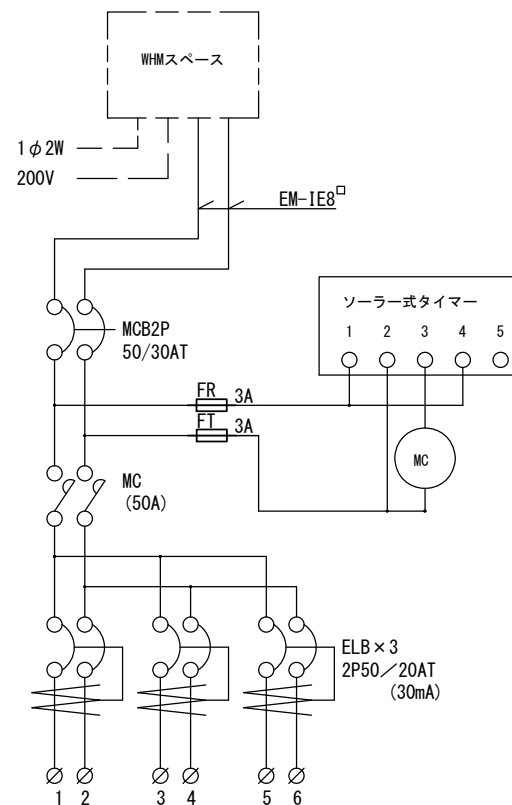 WHMスペース
1φ2W
200V
EM-IE8□
ソーラー式タイマー
1 2 3 4 5
MCB2P
50/30AT
FR 3A
FT 3A
MC
MC
(50A)
ELB×3
2P50／20AT
(30mA)
1 2 3 4 5 6